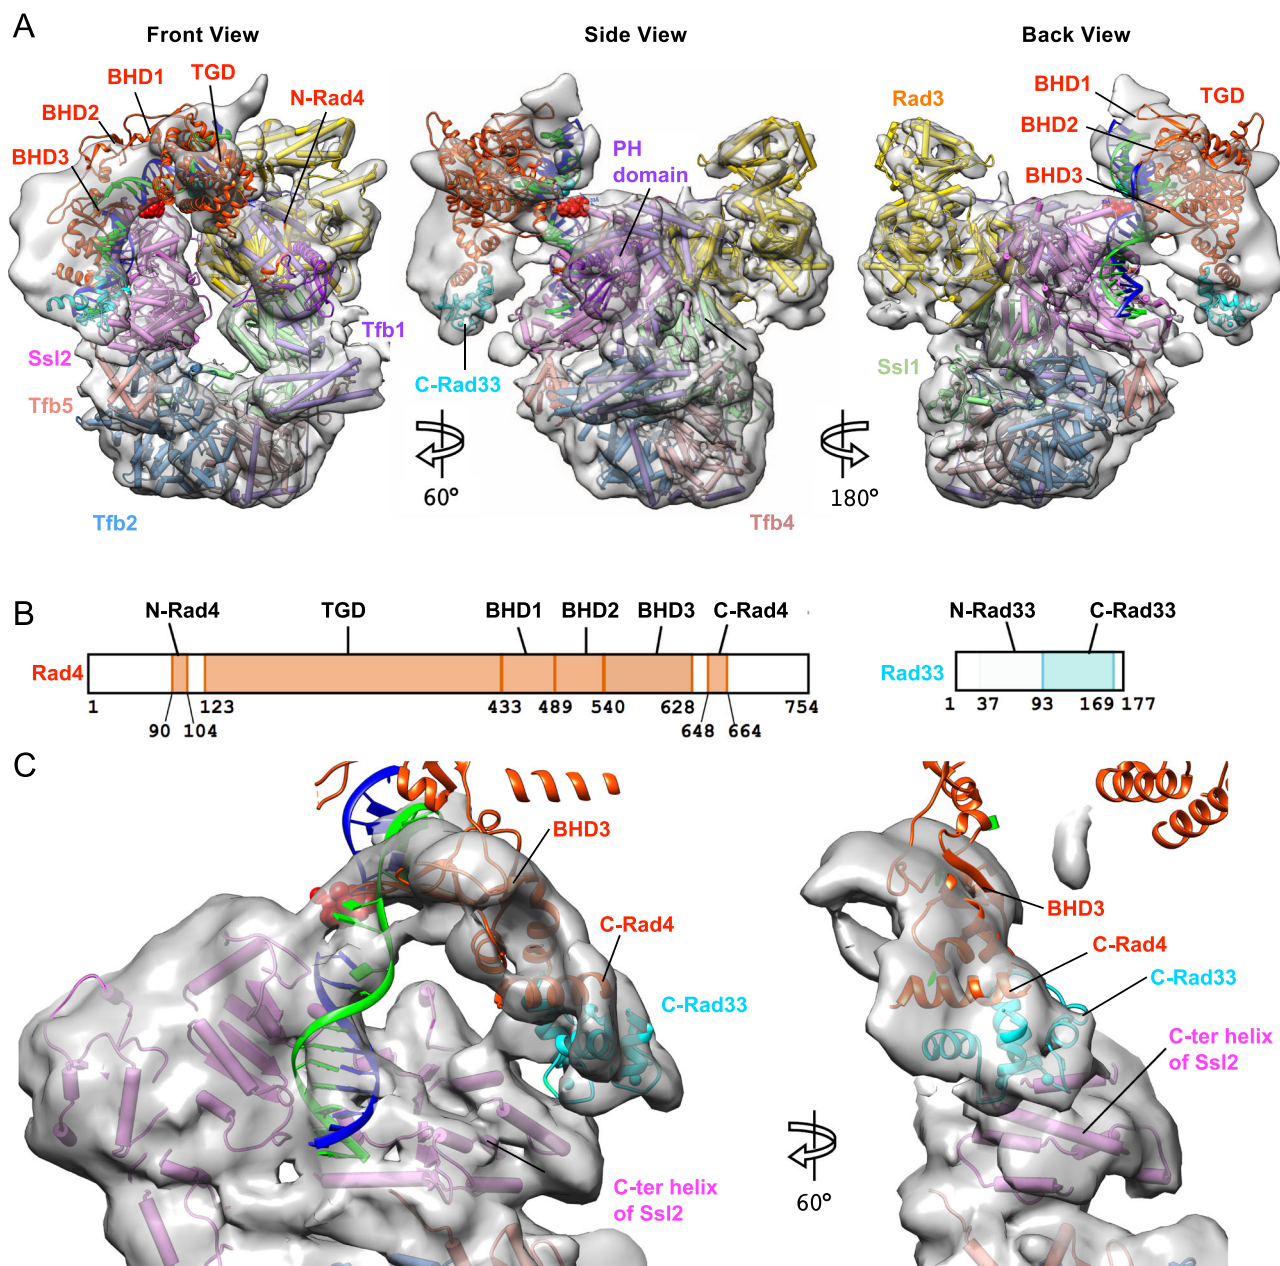 A
Front View
Side View
Back View
BHD1
TGD
BHD2
N-Rad4
BHD3
Ssl2
Tfb5
Tfb1
Tfb2
PH
domain
C-Rad33
Tfb4
Rad3
BHD1
TGD
BHD2
BHD3
Ssl1
60°
180°
B
N-Rad4
TGD
BHD1
BHD2
BHD3
C-Rad4
Rad4
1
123
433
489
540
628
754
90
104
648
664
N-Rad33
C-Rad33
Rad33
1
37
93
169
177
C
BHD3
C-Rad4
C-Rad33
C-ter helix
of Ssl2
BHD3
C-Rad4
C-Rad33
C-ter helix
of Ssl2
60°